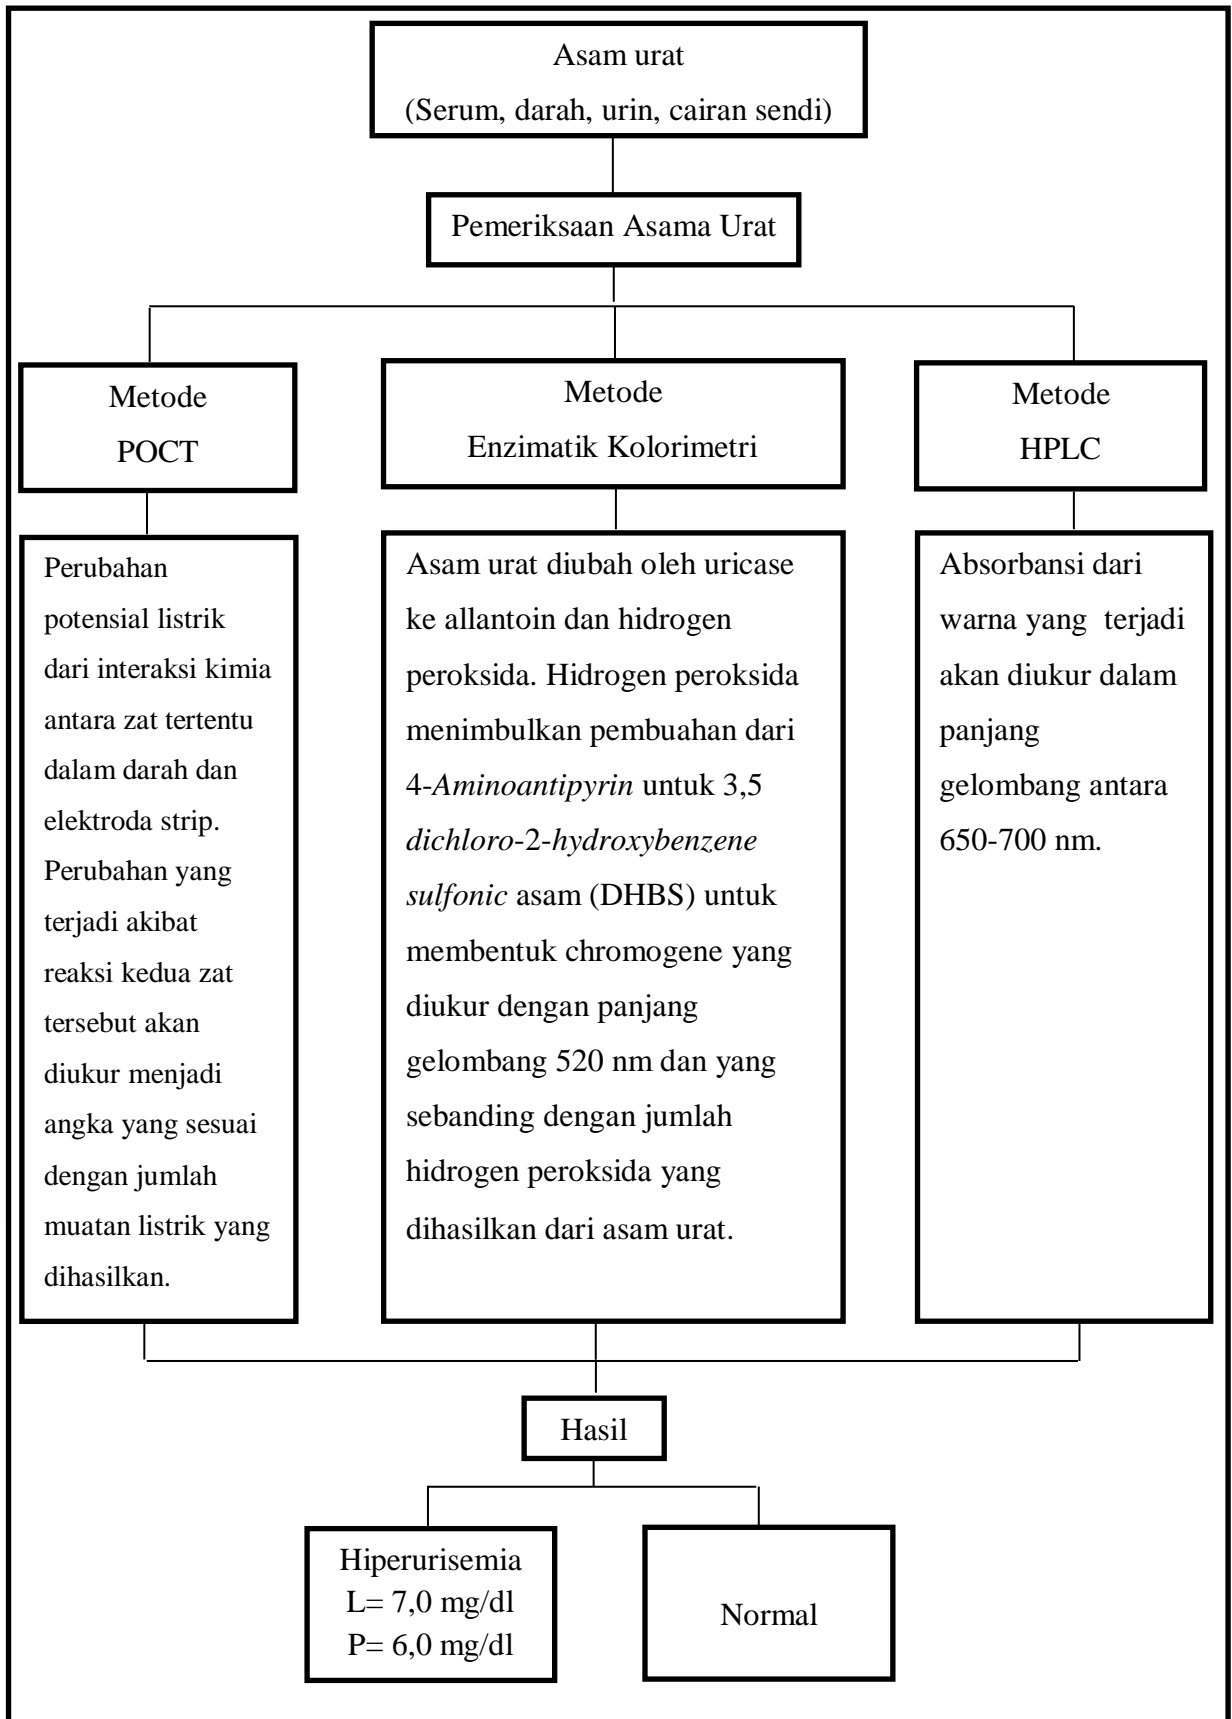 Asam urat
(Serum, darah, urin, cairan sendi)
Pemeriksaan Asama Urat
Metode
POCT
Metode
Enzimatik Kolorimetri
Metode
HPLC
Perubahan
potensial listrik
dari interaksi kimia
antara zat tertentu
dalam darah dan
elektroda strip.
Perubahan yang
terjadi akibat
reaksi kedua zat
tersebut akan
diukur menjadi
angka yang sesuai
dengan jumlah
muatan listrik yang
dihasilkan.
Asam urat diubah oleh uricase
ke allantoin dan hidrogen
peroksida. Hidrogen peroksida
menimbulkan pembuahan dari
4-Aminoantipyrin untuk 3,5
dichloro-2-hydroxybenzene
sulfonic asam (DHBS) untuk
membentuk chromogene yang
diukur dengan panjang
gelombang 520 nm dan yang
sebanding dengan jumlah
hidrogen peroksida yang
dihasilkan dari asam urat.
Absorbansi dari
warna yang  terjadi
akan diukur dalam
panjang
gelombang antara
650-700 nm.
Hasil
Hiperurisemia
L= 7,0 mg/dl
P= 6,0 mg/dl
Normal